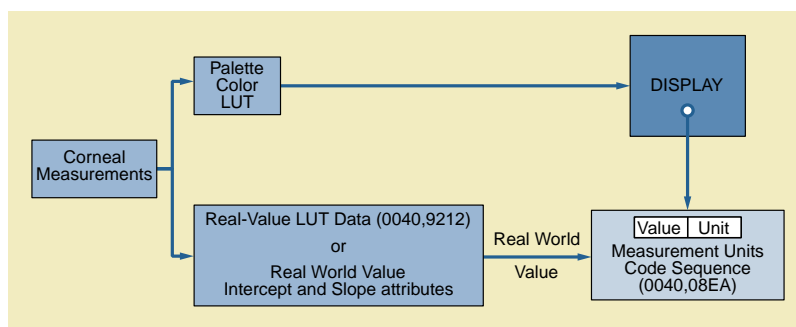 Palette
Color
LUT
DISPLAY
Corneal
Measurements
Real-Value LUT Data (0040,9212)
or
Real World Value
Intercept and Slope attributes
Real World
Value
Value Unit
Measurement Units
Code Sequence
(0040,08EA)